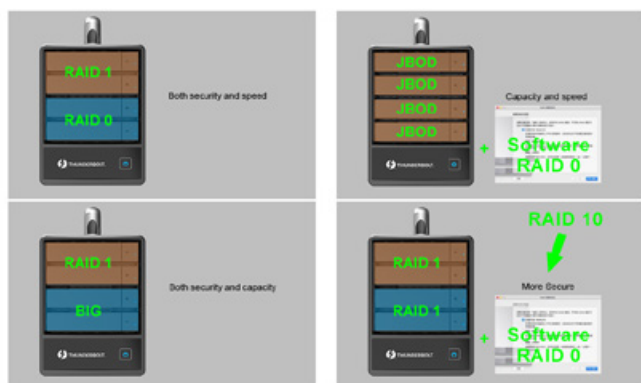 RAID 1
RAID 0
THUNDERBOLT
Both security and speed
JBOD
JBOD
JBOD
JBOD
THUNDERBOLT
Capacity and speed
+ Software
RAID 0
RAID 1
BIG
THUNDERBOLT
Both security and capacity
RAID 1
RAID 1
THUNDERBOLT
RAID 10
More Secure
+ Software
RAID 0